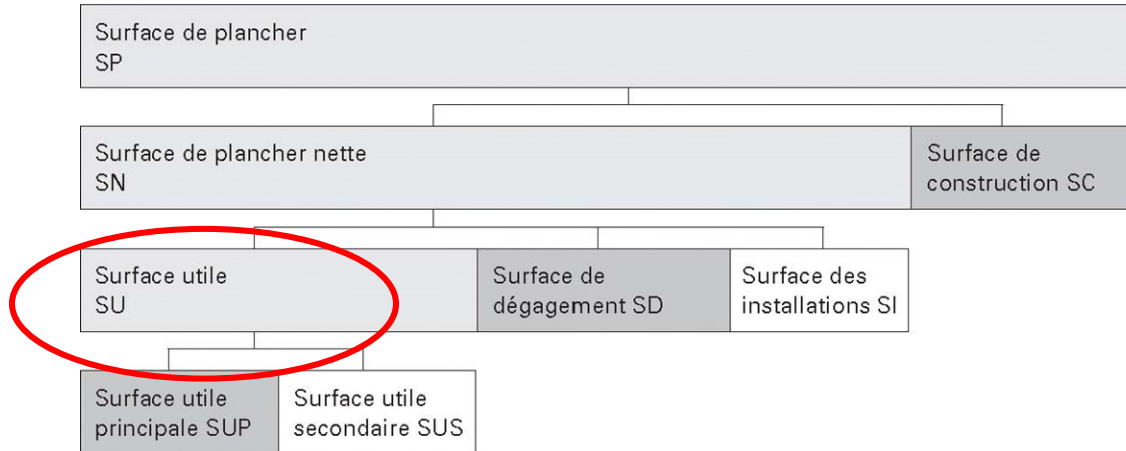 Surface de plancher
SP
Surface de plancher nette
SN
Surface de
construction SC
Surface utile
SU
Surface de
dégagement SD
Surface des
installations SI
Surface utile
principale SUP
Surface utile
secondaire SUS